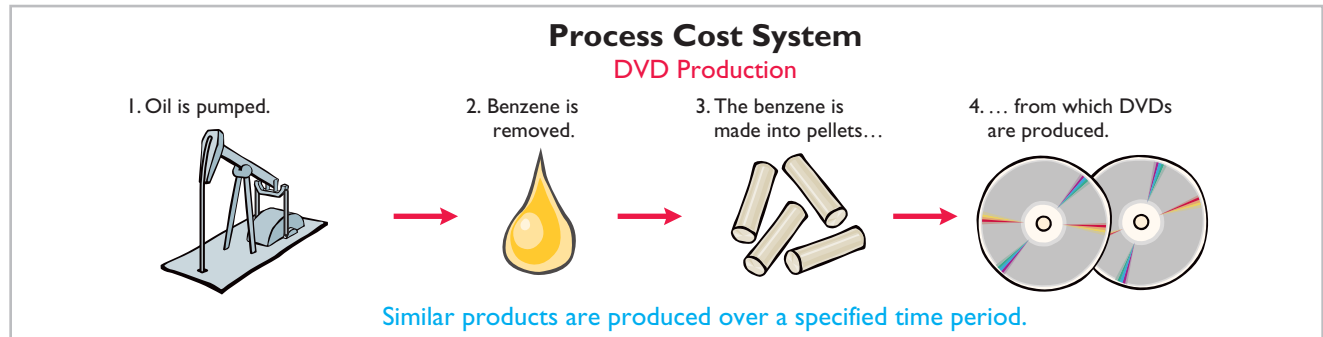 Process Cost System
DVD Production
1. Oil is pumped.
2. Benzene is
removed.
3. The benzene is
made into pellets…
4. … from which DVDs
are produced.
Similar products are produced over a specified time period.